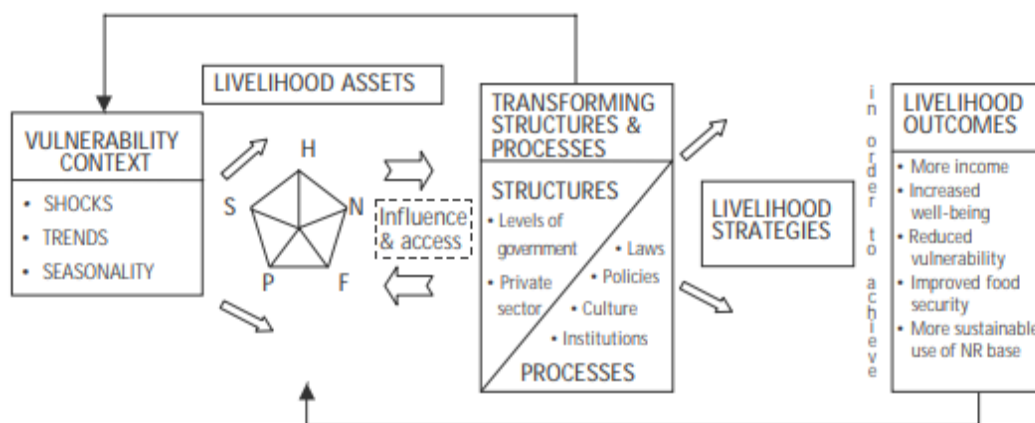 LIVELIHOOD ASSETS
VULNERABILITY
CONTEXT
• SHOCKS
• TRENDS
• SEASONALITY
H
S
N
P
F
Influence
& access
TRANSFORMING
STRUCTURES &
PROCESSES
STRUCTURES
• Levels of
government
• Private
sector
• Laws
• Policies
• Culture
• Institutions
PROCESSES
LIVELIHOOD
STRATEGIES
in order to achieve
LIVELIHOOD
OUTCOMES
• More income
• Increased
well-being
• Reduced
vulnerability
• Improved food
security
• More sustainable
use of NR base